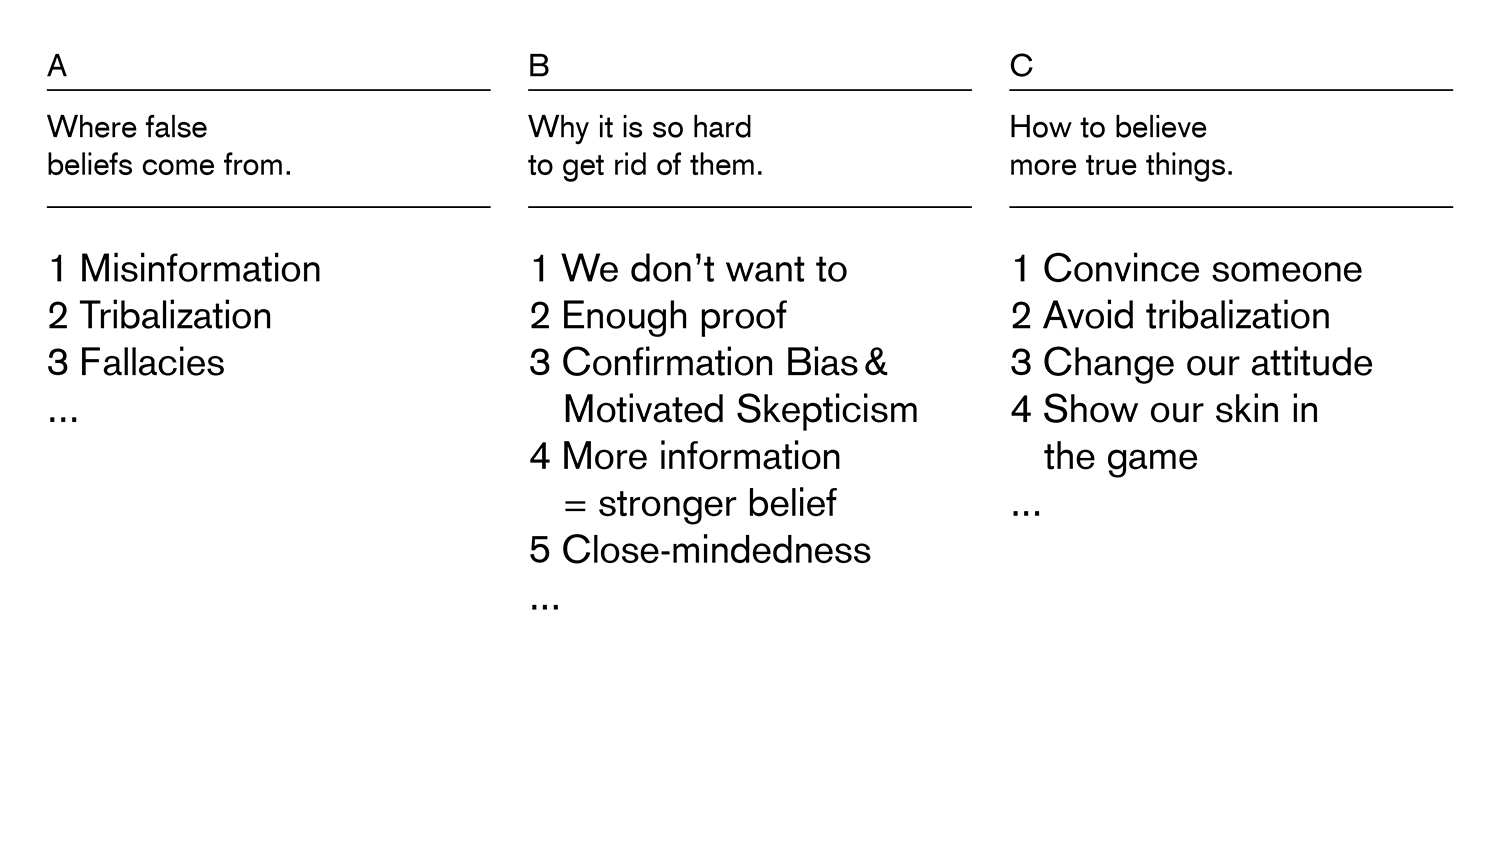 A
Where false
beliefs come from.
1 Misinformation
2 Tribalization
3 Fallacies
...
B
Why it is so hard
to get rid of them.
1 We don’t want to
2 Enough proof
3 Confirmation Bias &
Motivated Skepticism
4 More information
= stronger belief
5 Close-mindedness
...
C
How to believe
more true things.
1 Convince someone
2 Avoid tribalization
3 Change our attitude
4 Show our skin in
the game
...